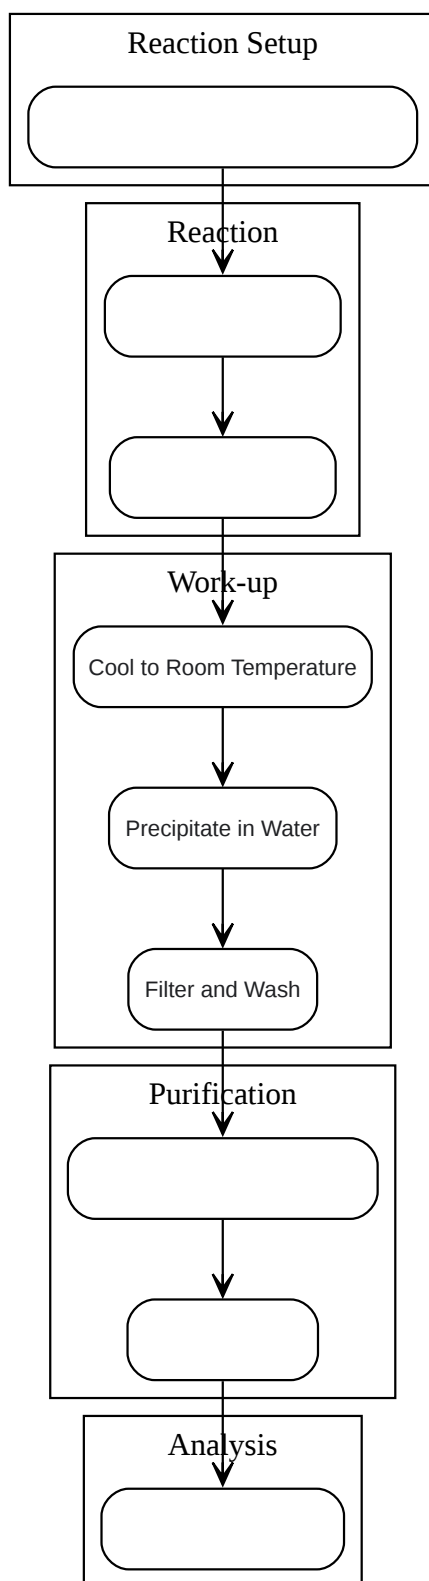 Reaction Setup
Reaction
Work-up
Cool to Room Temperature
Precipitate in Water
Filter and Wash
Purification
Analysis